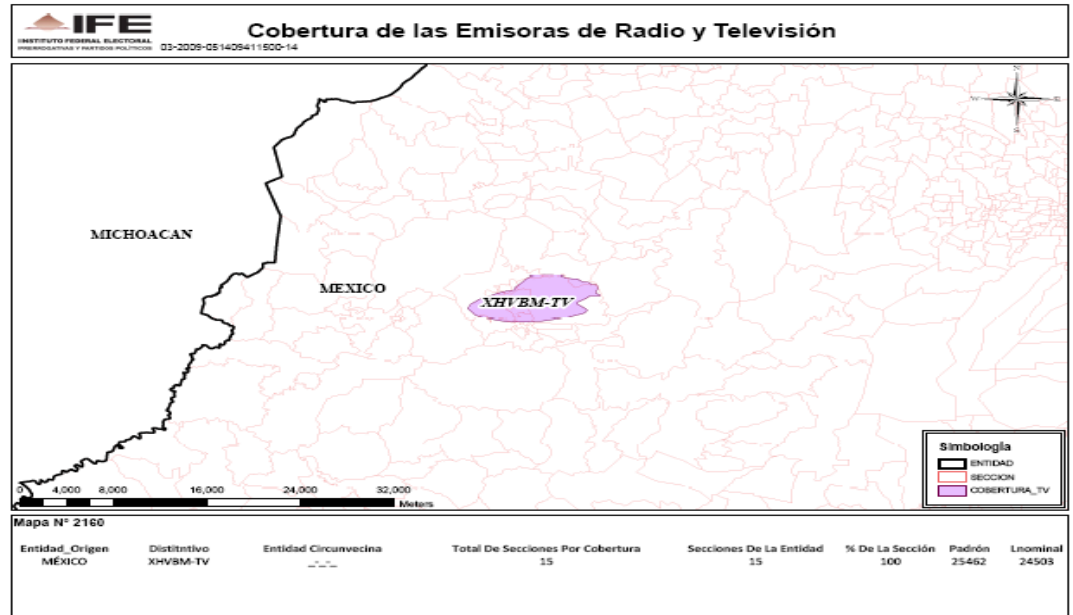 IFE
INSTITUTO FEDERAL ELECTORAL
PRERROGATIVAS Y PARTIDOS POLÍTICOS
03-2009-051409411500-14
Cobertura de las Emisoras de Radio y Televisión
N
W E
S
MICHOACAN
MEXICO
XHVBM-TV
Simbología
ENTIDAD
SECCION
COBERTURA_TV
0 4,000 8,000 16,000 24,000 32,000
Meters
Mapa N° 2160
Entidad_Origen Distitntivo Entidad Circunvecina Total De Secciones Por Cobertura Secciones De La Entidad % De La Sección Padrón Lnominal
MÉXICO XHVBM-TV _-_-_ 15 15 100 25462 24503